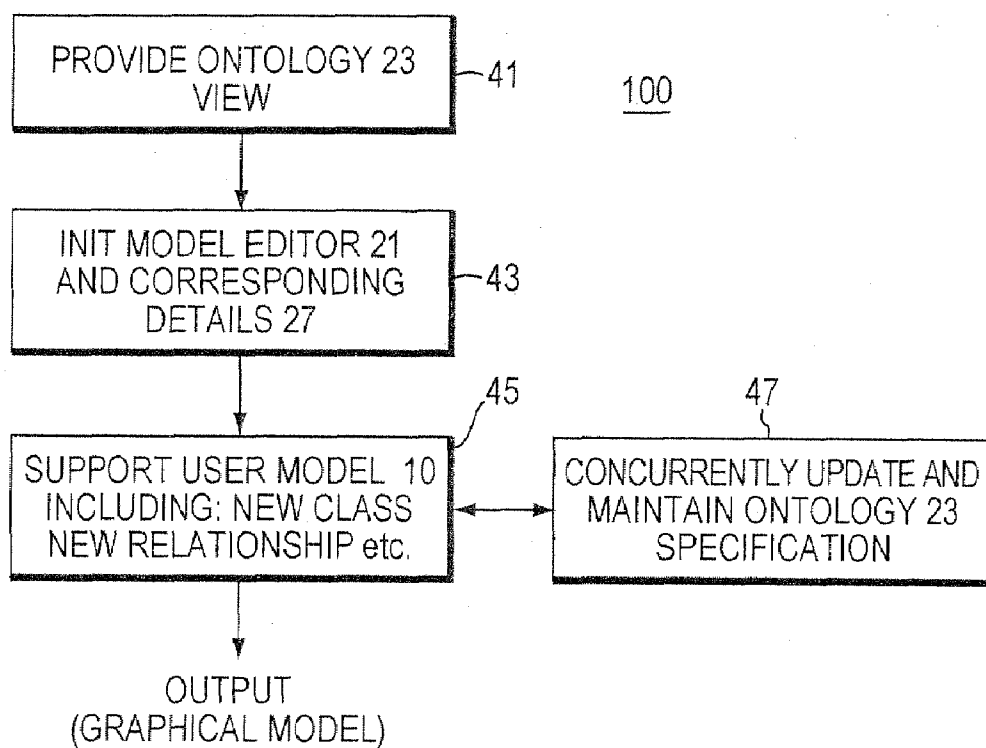 PROVIDE ONTOLOGY 23
VIEW
41
100
INIT MODEL EDITOR 21
AND CORRESPONDING
DETAILS 27
43
45
SUPPORT USER MODEL 10
INCLUDING: NEW CLASS
NEW RELATIONSHIP etc.
47
CONCURRENTLY UPDATE AND
MAINTAIN ONTOLOGY 23
SPECIFICATION
OUTPUT
(GRAPHICAL MODEL)